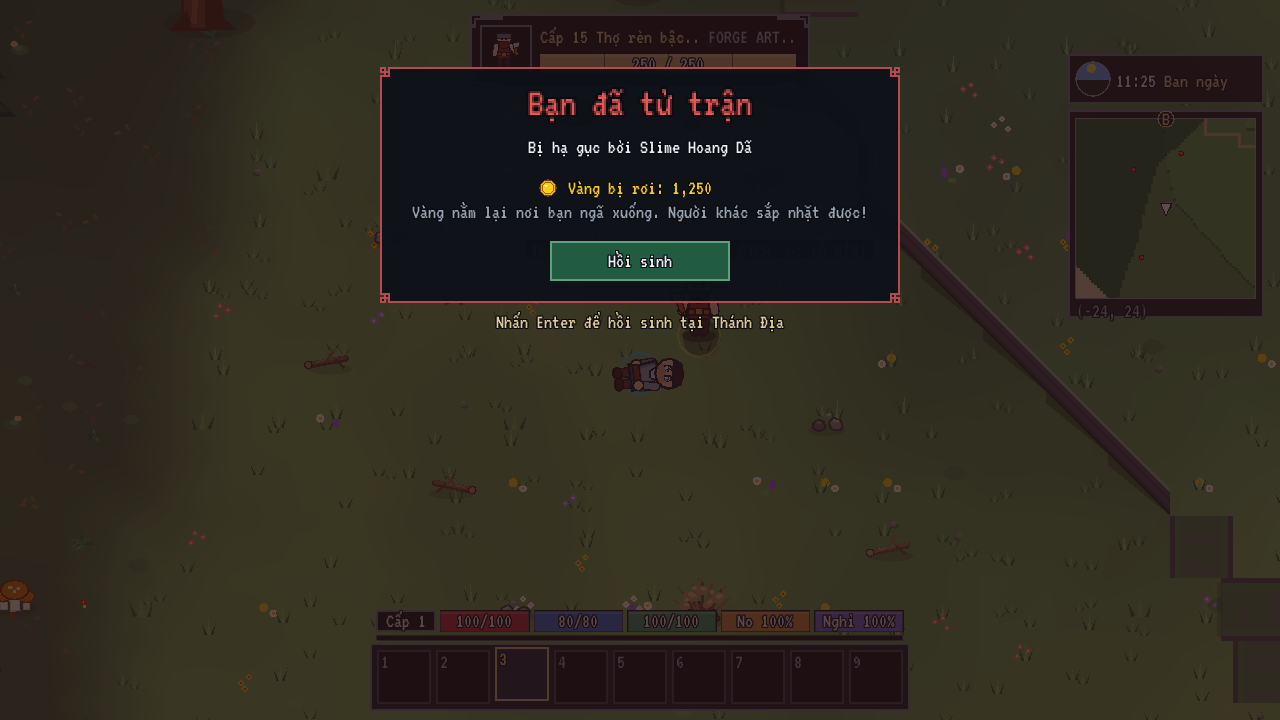 Cấp 15 Thợ rèn bậc.. FORGE ART..
250 / 250
11:25 Ban ngày
B
Bạn đã tử trận
Bị hạ gục bởi Slime Hoang Dã
Vàng bị rơi: 1,250
Vàng nằm lại nơi bạn ngã xuống. Người khác sắp nhặt được!
Hồi sinh
(-24, 24)
Nhấn Enter để hồi sinh tại Thánh Địa
Cấp 1 100/100 80/80 100/100 No 100% Nghỉ 100%
1 2 3 4 5 6 7 8 9